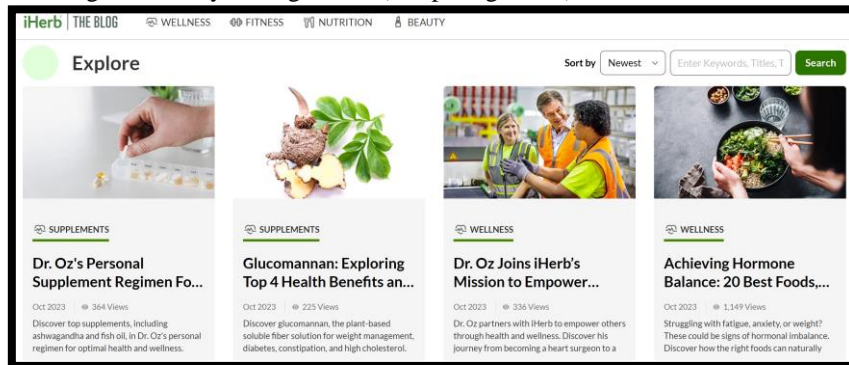 iHerb THE BLOG WELLNESS FITNESS NUTRITION BEAUTY
Explore
Sort by Newest Enter Keywords, Titles, T Search
SUPPLEMENTS
Dr. Oz's Personal
Supplement Regimen Fo...
Oct 2023 364 Views
Discover top supplements, including
ashwagandha and fish oil, in Dr. Oz's personal
regimen for optimal health and wellness.
SUPPLEMENTS
Glucomannan: Exploring
Top 4 Health Benefits an...
Oct 2023 225 Views
Discover glucomannan, the plant-based
soluble fiber solution for weight management,
diabetes, constipation, and high cholesterol.
WELLNESS
Dr. Oz Joins iHerb's
Mission to Empower...
Oct 2023 336 Views
Dr. Oz partners with iHerb to empower others
through health and wellness. Discover his
journey from becoming a heart surgeon to a
WELLNESS
Achieving Hormone
Balance: 20 Best Foods,...
Oct 2023 1,149 Views
Struggling with fatigue, anxiety, or weight?
These could be signs of hormonal imbalance.
Discover how the right foods can naturally